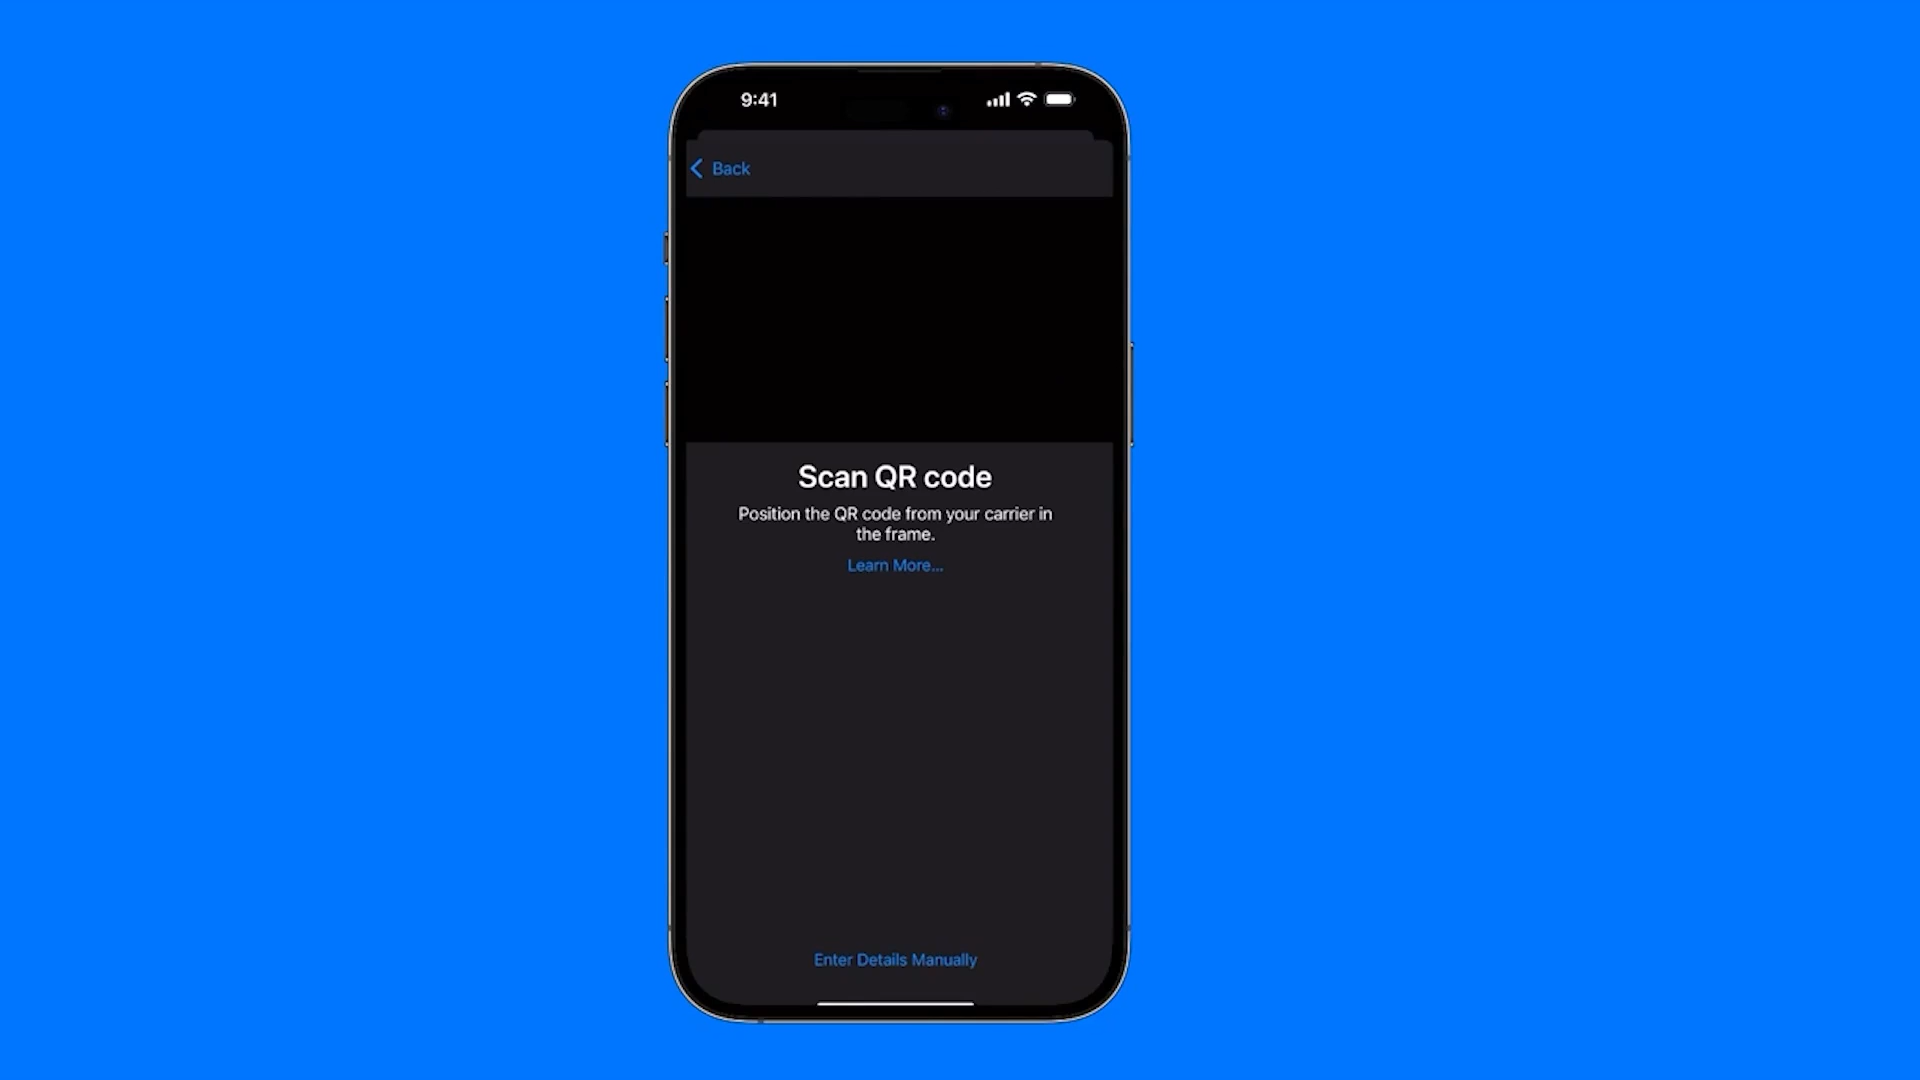 9:41
Back
Scan QR code
Position the QR code from your carrier in
the frame.
Learn More...
Enter Details Manually